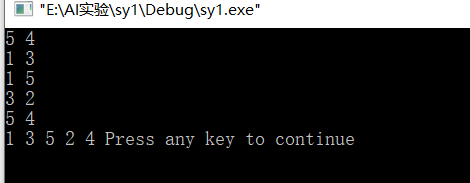 "E:\AI实验\sy1\Debug\sy1.exe"
5 4
1 3
1 5
3 2
5 4
1 3 5 2 4 Press any key to continue